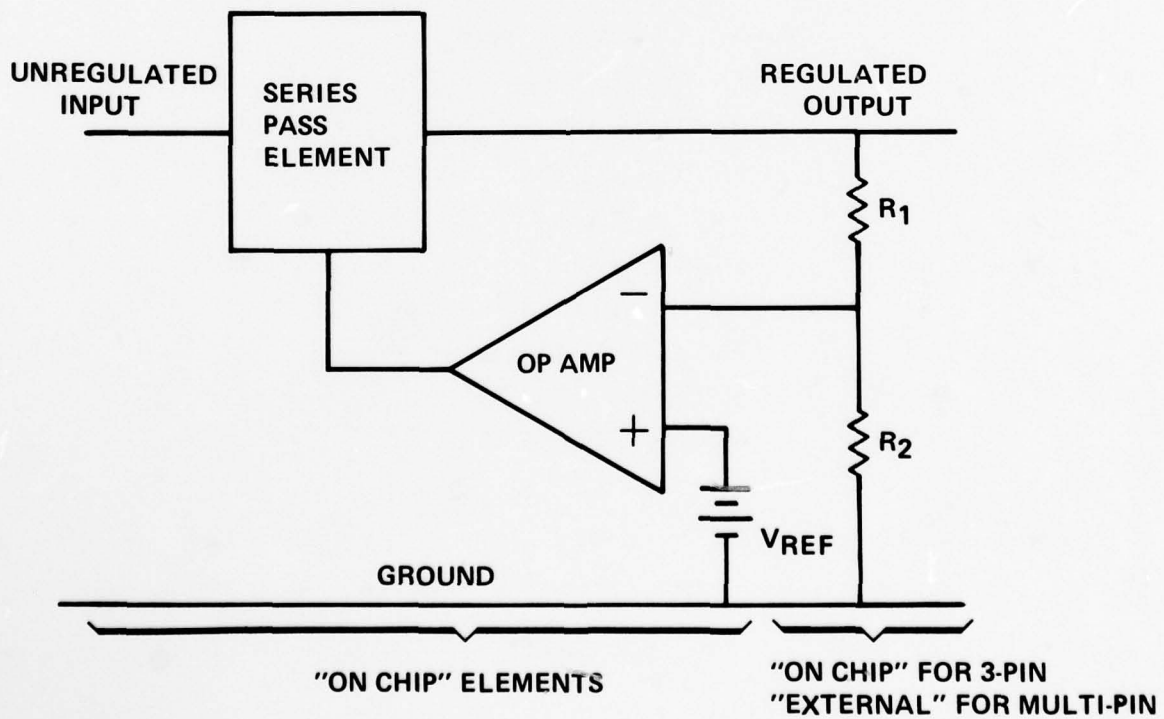 UNREGULATED
INPUT
SERIES
PASS
ELEMENT
REGULATED
OUTPUT
R1
−
OP AMP
+
R2
VREF
GROUND
"ON CHIP" ELEMENTS
"ON CHIP" FOR 3-PIN
"EXTERNAL" FOR MULTI-PIN